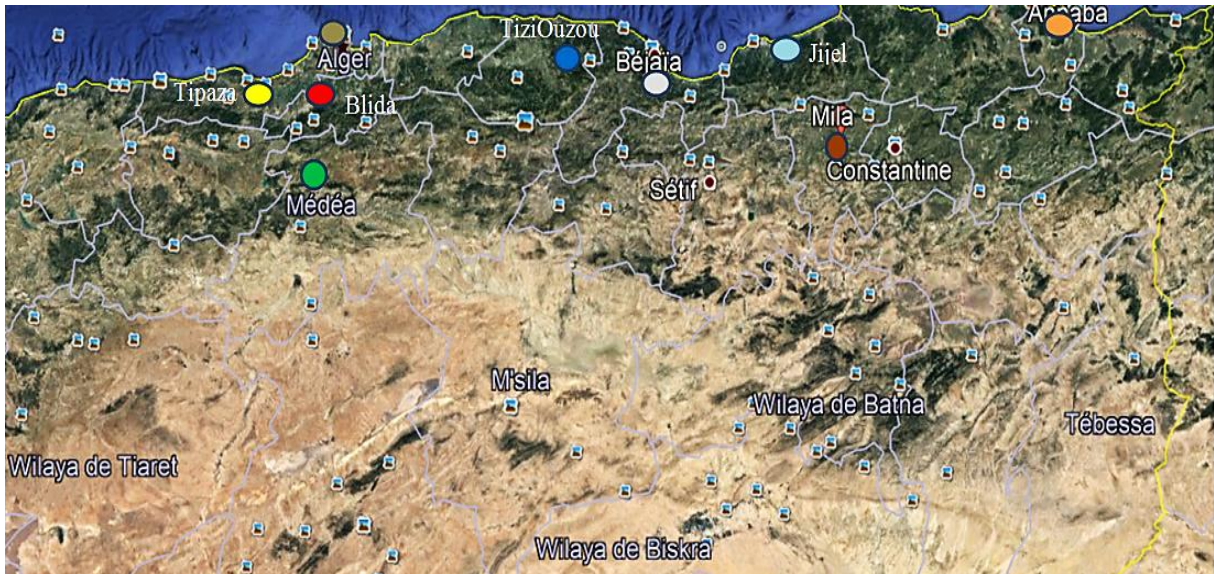 TiziOuzou
Annaba
Alger
Béjaïa
Jijel
Tipaza
Blida
Mila
Constantine
Sétif
Médéa
M'sila
Wilaya de Batna
Tébessa
Wilaya de Tiaret
Wilaya de Biskra